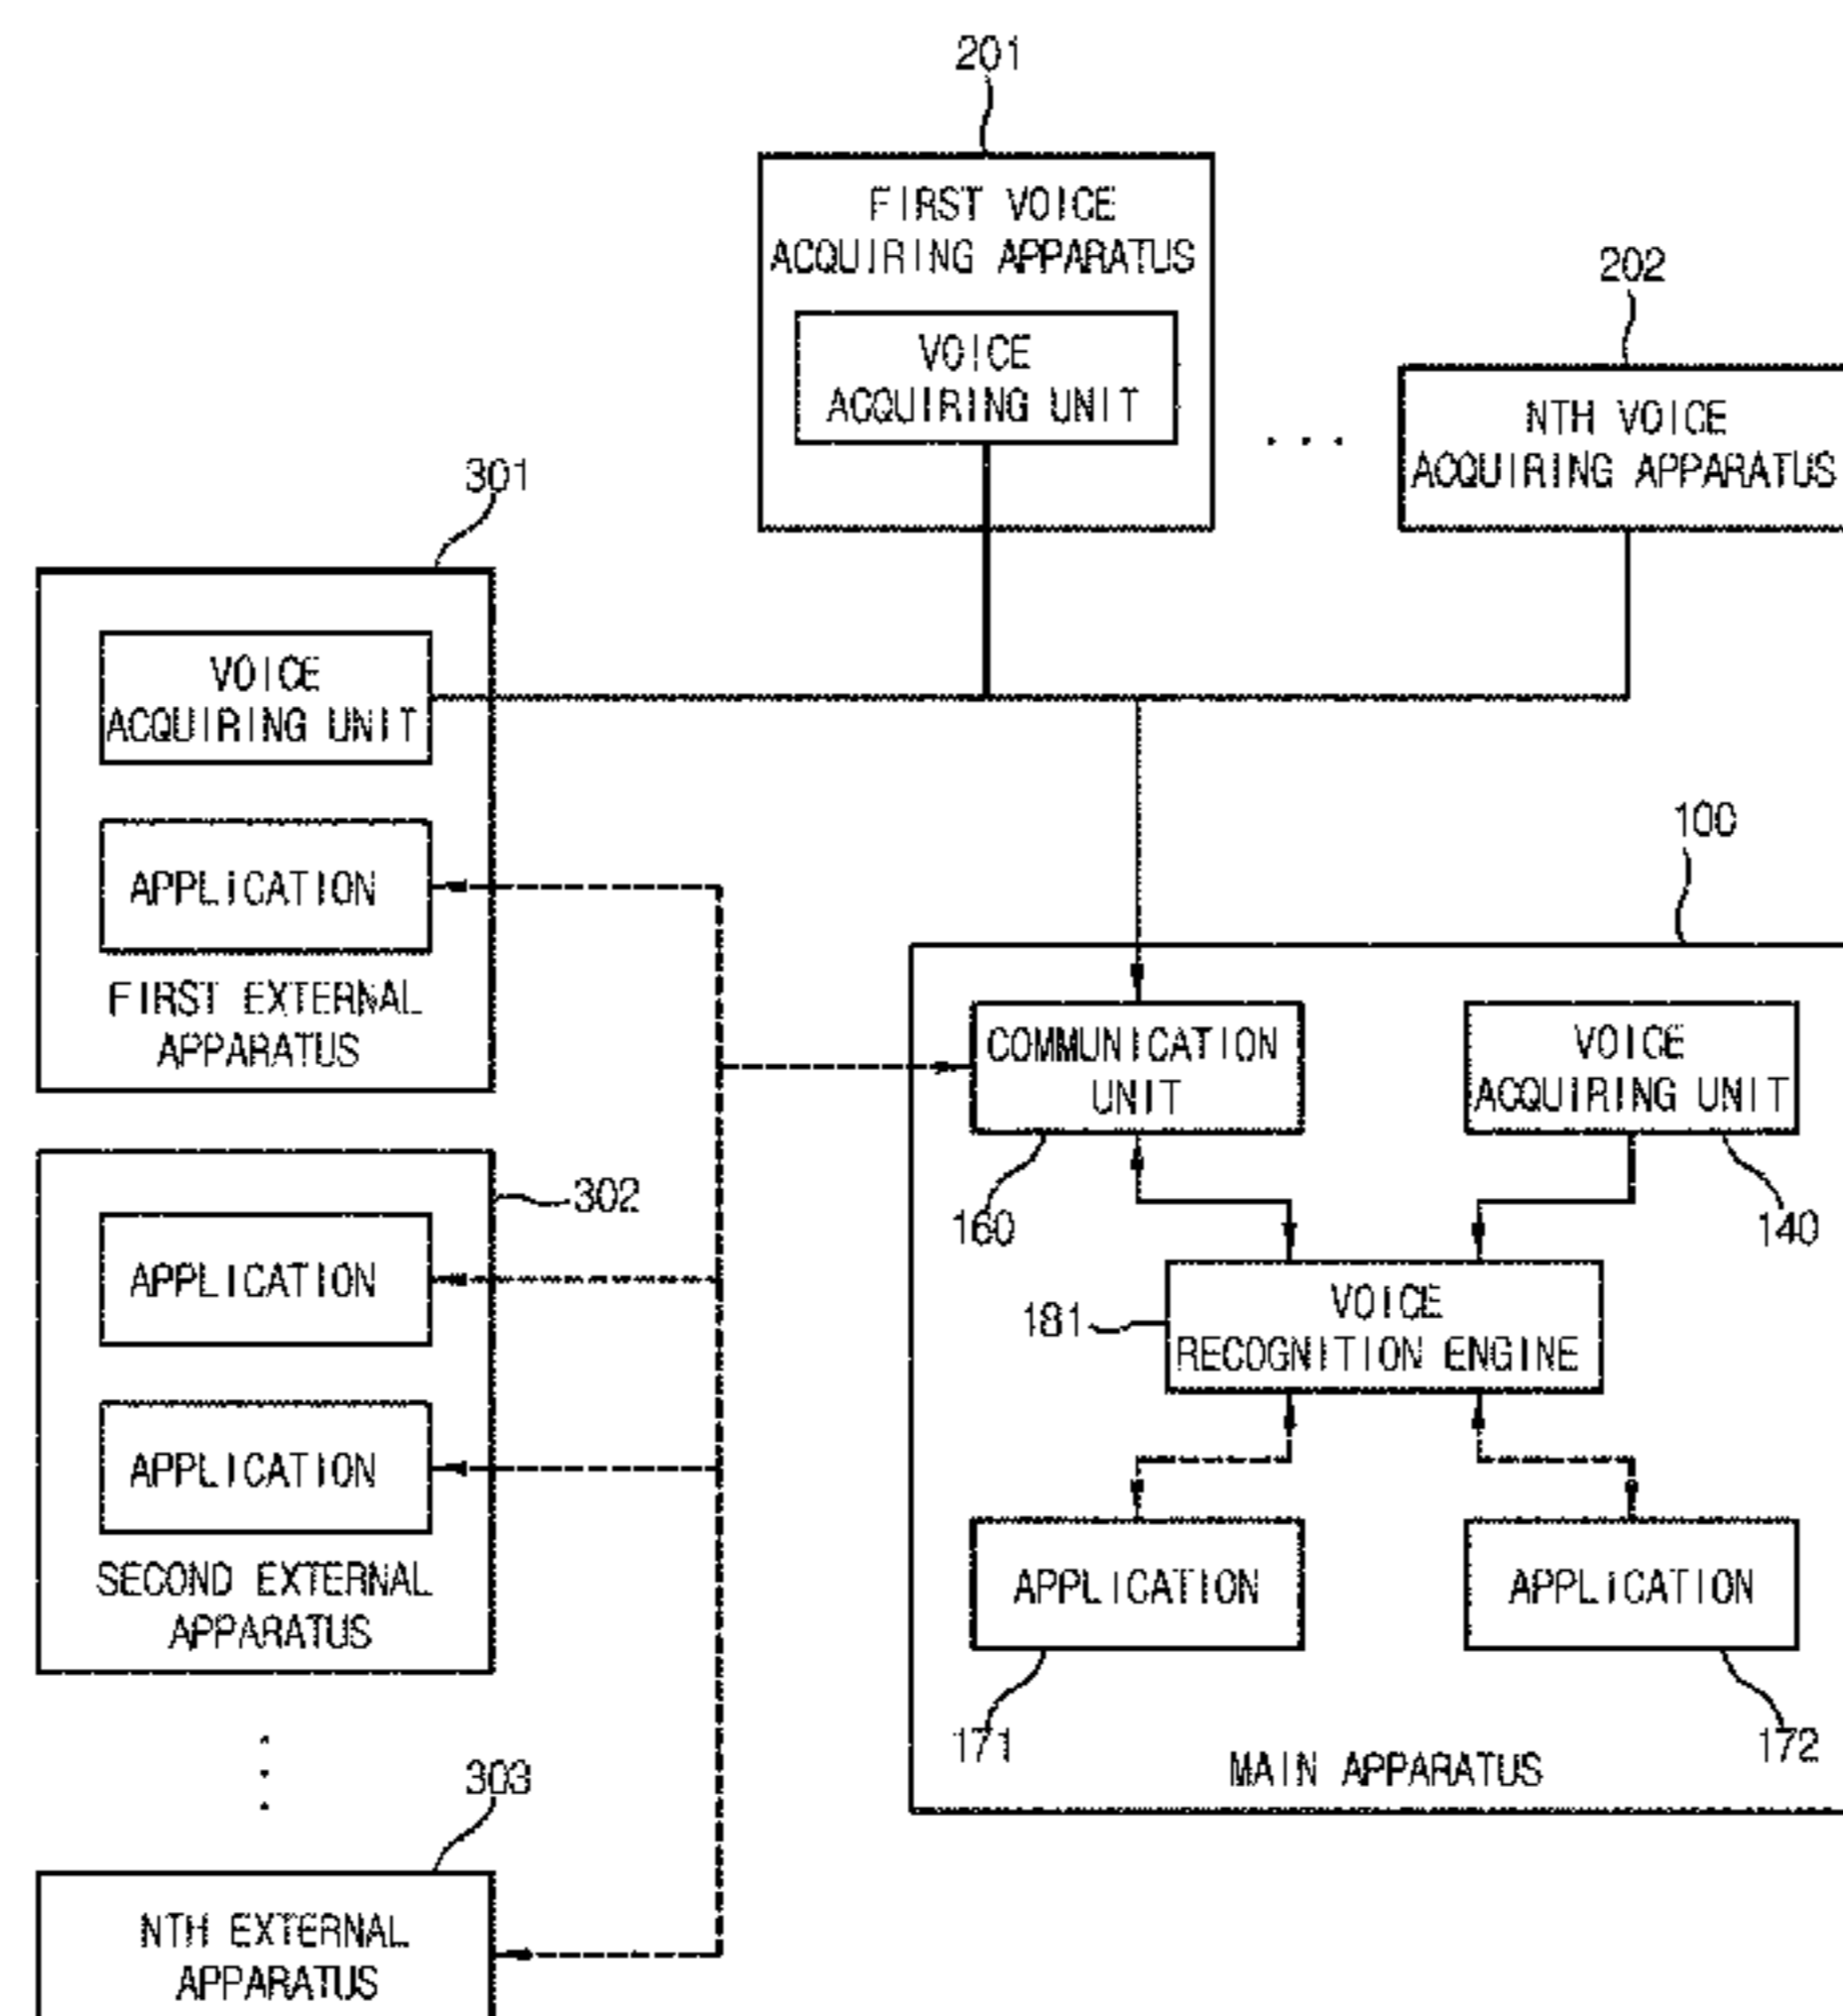 201
FIRST VOICE
ACQUIRING APPARATUS
VOICE
ACQUIRING UNIT
202
NTH VOICE
ACQUIRING APPARATUS
. . .
301
VOICE
ACQUIRING UNIT
APPLICATION
FIRST EXTERNAL
APPARATUS
100
COMMUNICATION
UNIT
VOICE
ACQUIRING UNIT
160
140
302
APPLICATION
APPLICATION
SECOND EXTERNAL
APPARATUS
181
VOICE
RECOGNITION ENGINE
APPLICATION
APPLICATION
171
172
MAIN APPARATUS
303
NTH EXTERNAL
APPARATUS